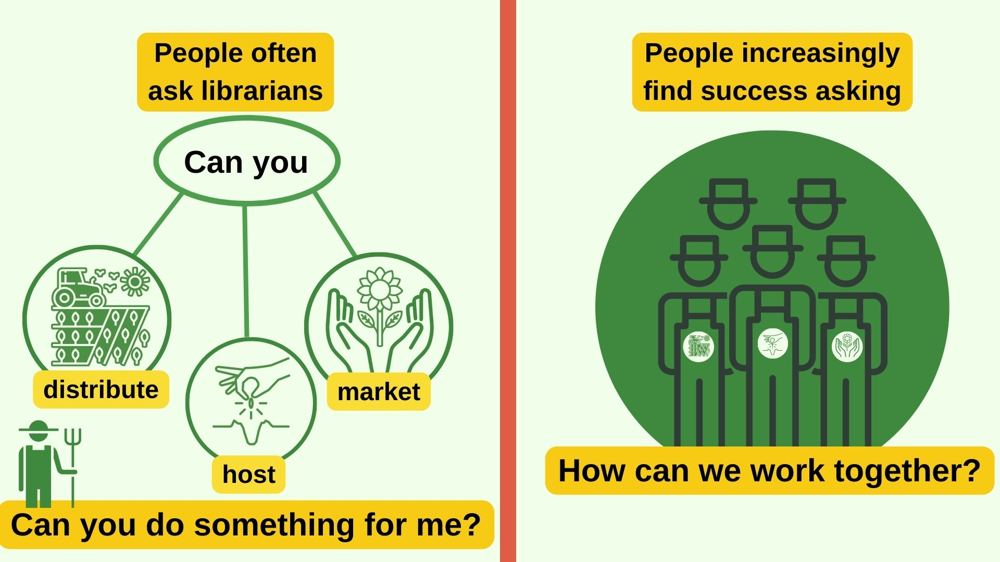 People often
ask librarians
Can you
distribute
host
market
Can you do something for me?
People increasingly
find success asking
How can we work together?